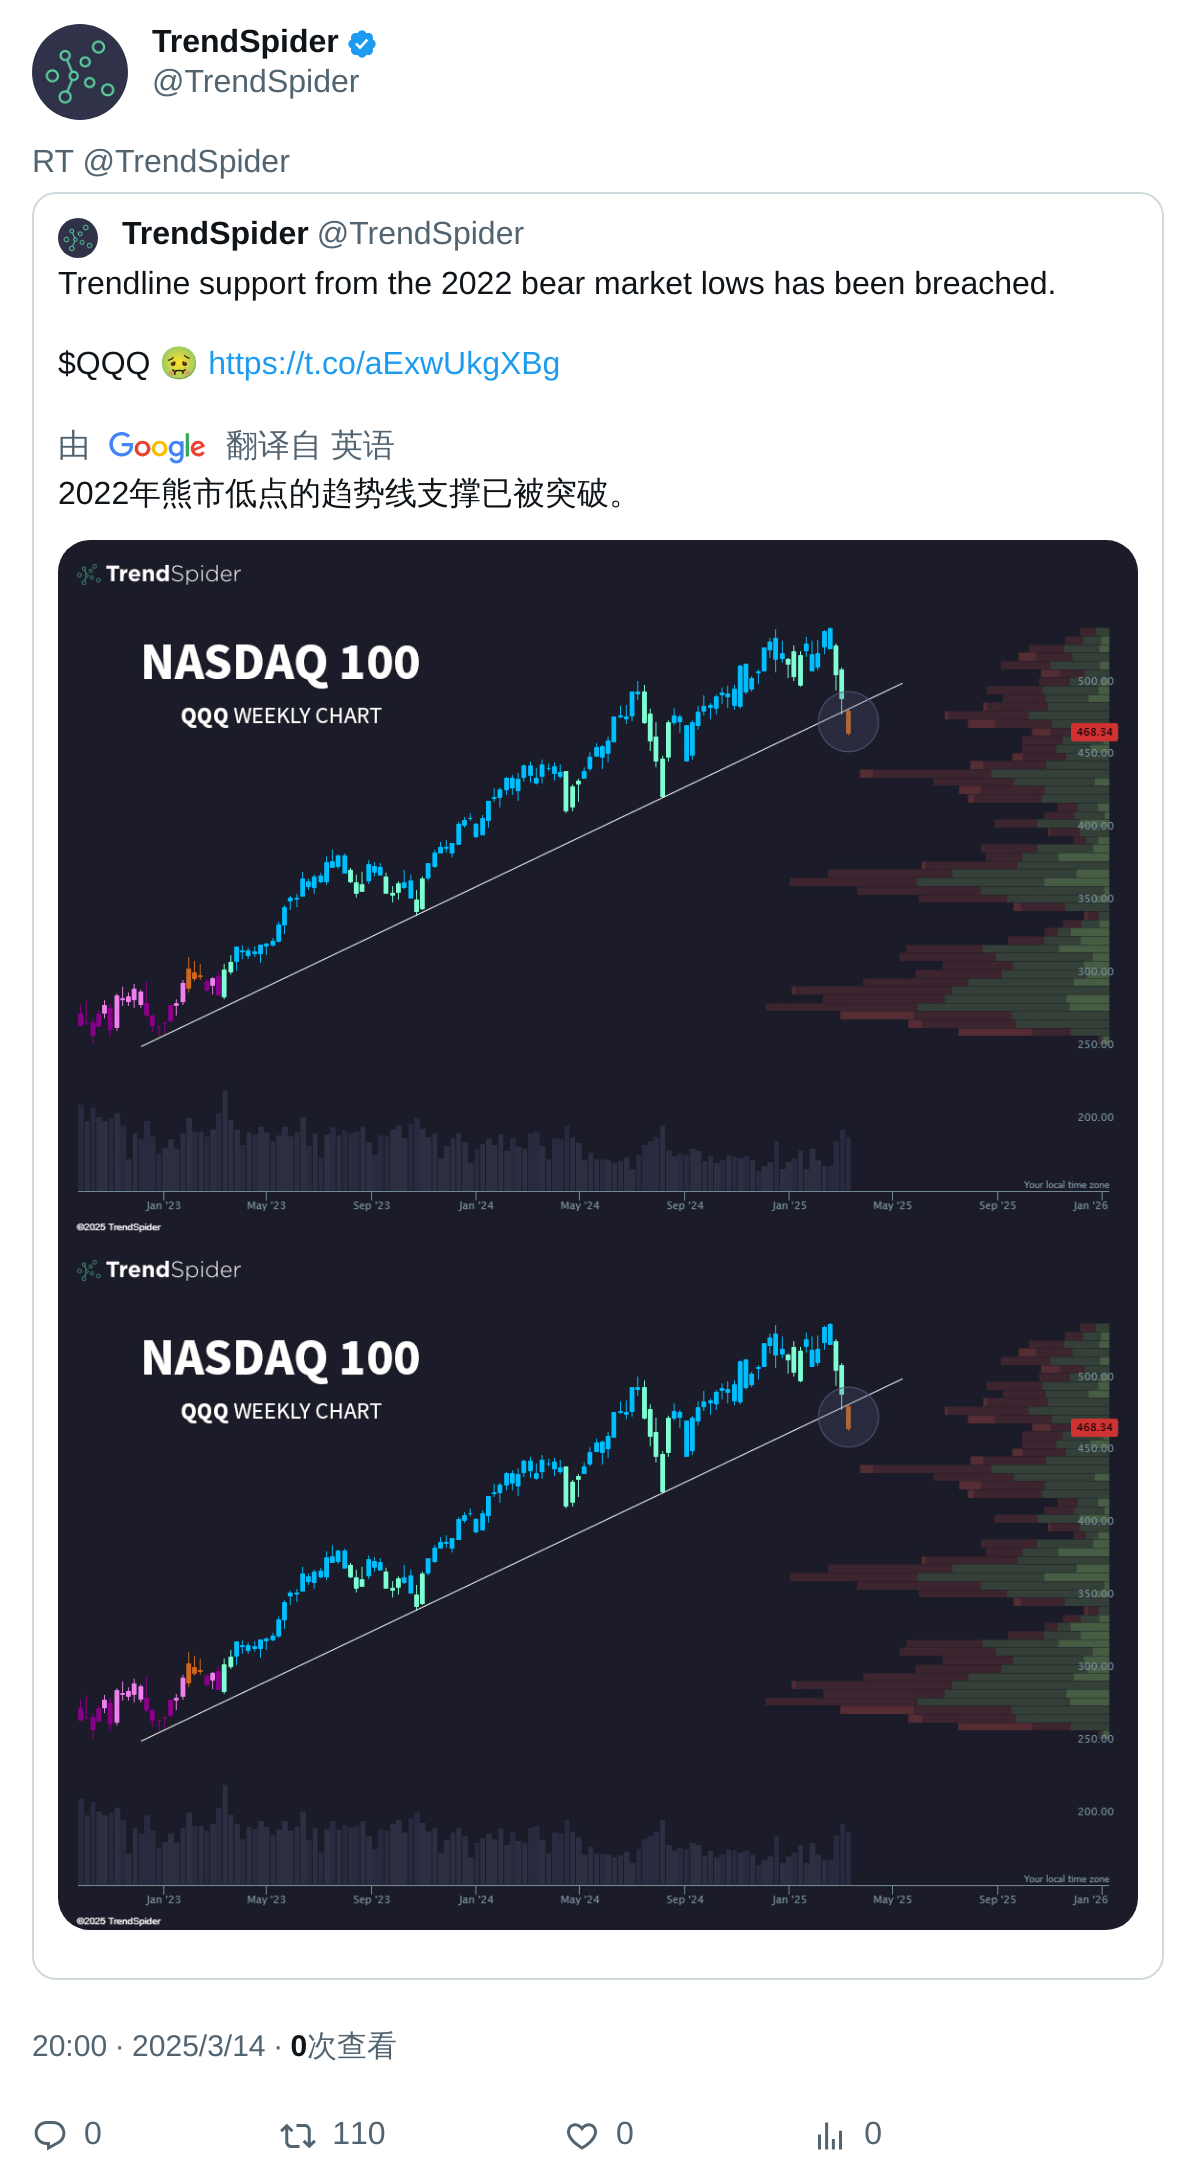 TrendSpider
@TrendSpider
RT @TrendSpider
TrendSpider @TrendSpider
Trendline support from the 2022 bear market lows has been breached.
$QQQ 🤢 https://t.co/aExwUkgXBg
由 Google 翻译自 英语
2022年熊市低点的趋势线支撑已被突破。
TrendSpider
NASDAQ 100
QQQ WEEKLY CHART
500.00
468.34
450.00
400.00
350.00
300.00
250.00
200.00
Your local time zone
Jan '23 May '23 Sep '23 Jan '24 May '24 Sep '24 Jan '25 May '25 Sep '25 Jan '26
©2025 TrendSpider
TrendSpider
NASDAQ 100
QQQ WEEKLY CHART
500.00
468.34
450.00
400.00
350.00
300.00
250.00
200.00
Your local time zone
Jan '23 May '23 Sep '23 Jan '24 May '24 Sep '24 Jan '25 May '25 Sep '25 Jan '26
©2025 TrendSpider
20:00 · 2025/3/14 · 0次查看
0 110 0 0